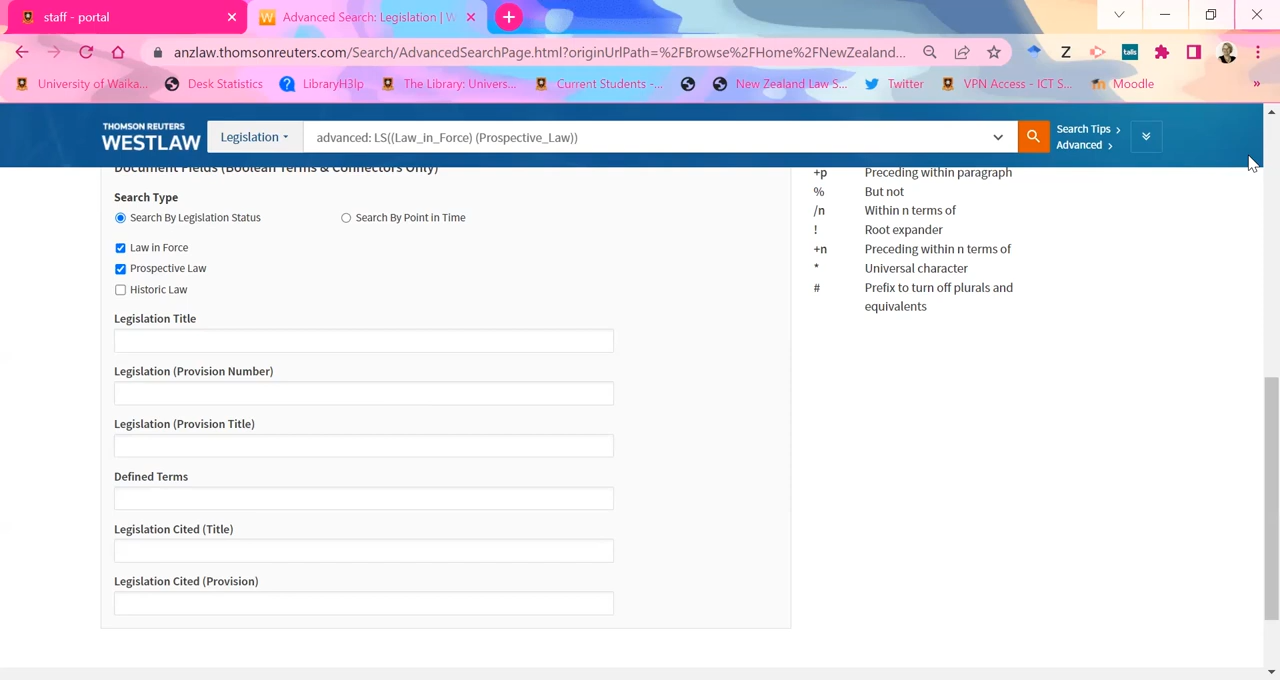 staff - portal
Advanced Search: Legislation | W
anzlaw.thomsonreuters.com/Search/AdvancedSearchPage.html?originUrlPath=%2FBrowse%2FHome%2FNewZealand...
Z
talis
University of Waika...
Desk Statistics
? LibraryH3lp
The Library: Univers...
Current Students -...
New Zealand Law S...
Twitter
VPN Access - ICT S...
Moodle
»
THOMSON REUTERS
WESTLAW
Legislation
advanced: LS((Law_in_Force) (Prospective_Law))
Search Tips
Advanced
Document Fields (Boolean Terms & Connectors Only)
Search Type
Search By Legislation Status
Search By Point in Time
Law in Force
Prospective Law
Historic Law
Legislation Title
Legislation (Provision Number)
Legislation (Provision Title)
Defined Terms
Legislation Cited (Title)
Legislation Cited (Provision)
+p Preceding within paragraph
% But not
/n Within n terms of
! Root expander
+n Preceding within n terms of
* Universal character
# Prefix to turn off plurals and
equivalents